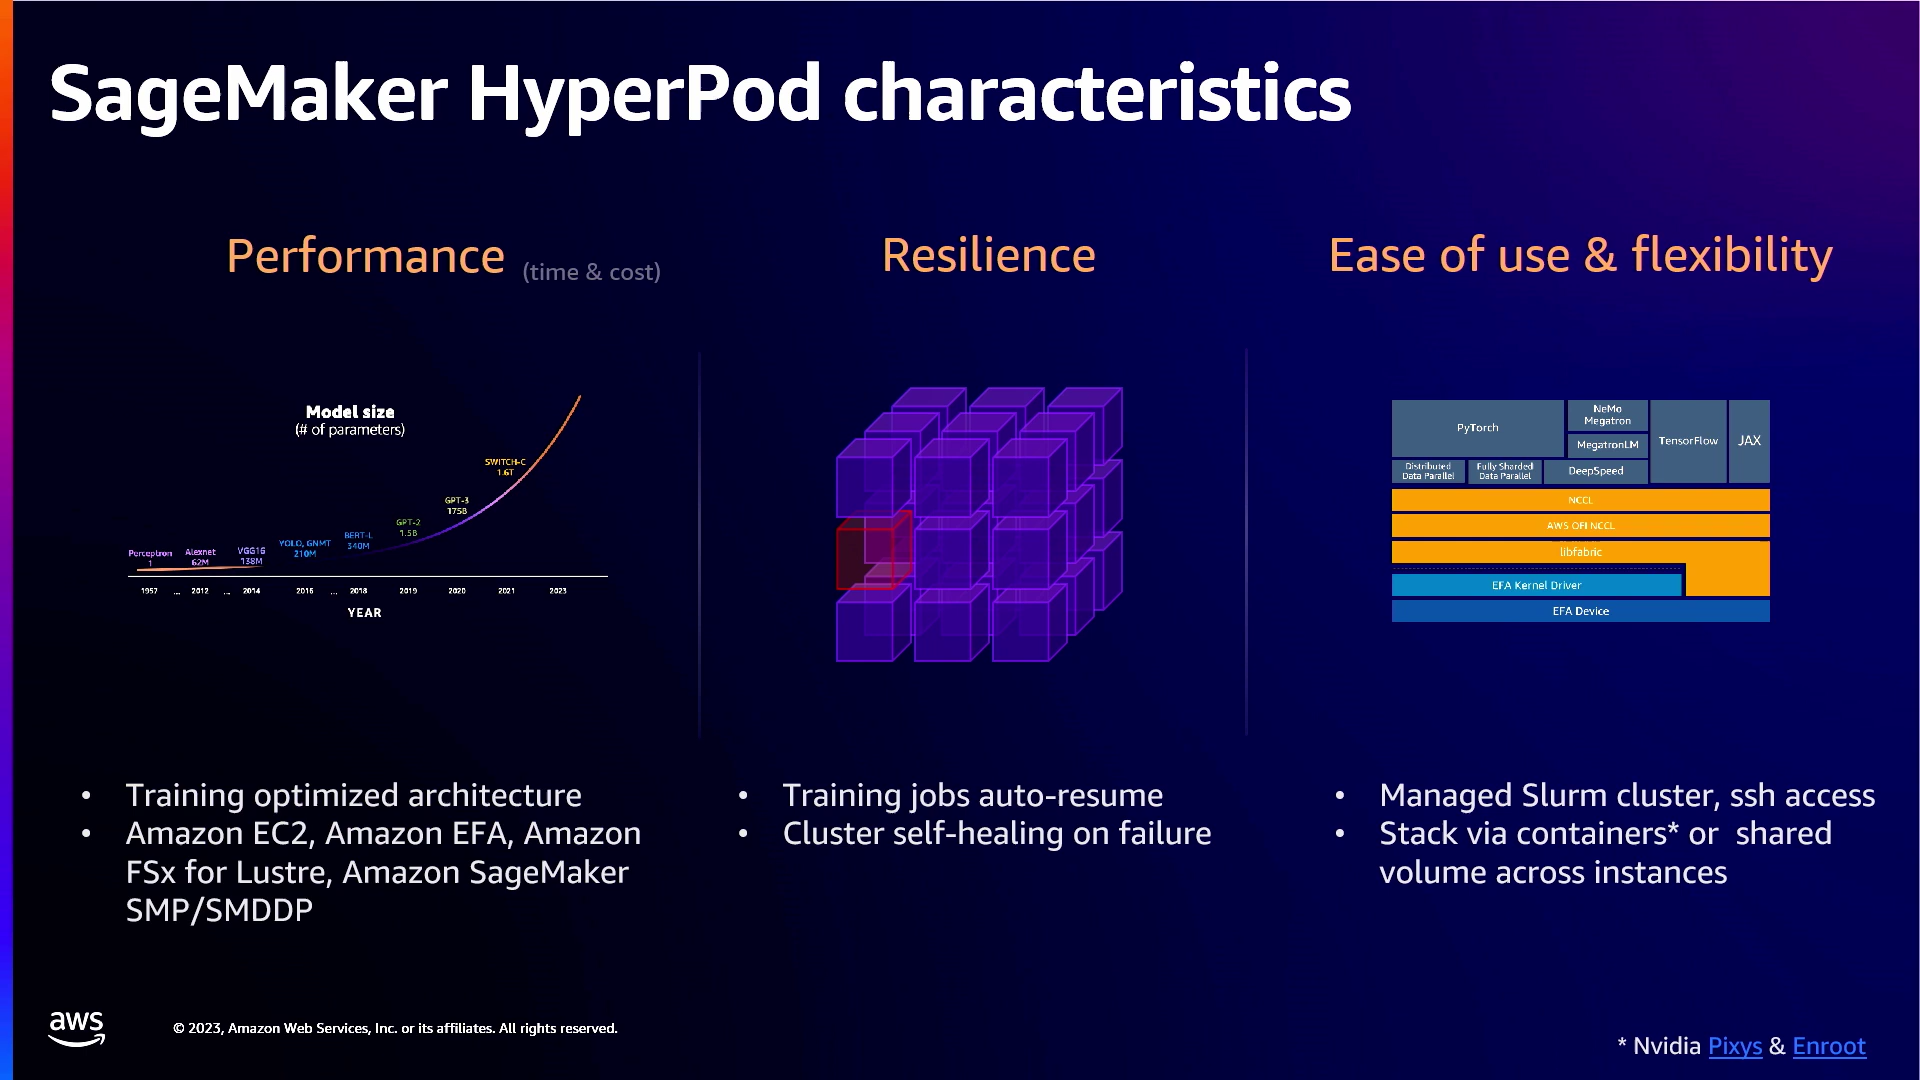 SageMaker HyperPod characteristics
Performance (time & cost)
Model size
(# of parameters)
SWITCH-C
1.6T
GPT-3
175B
GPT-2
1.5B
BERT-L
340M
YOLO, GNMT
210M
VGG16
138M
Alexnet
62M
Perceptron
1
1957 ... 2012 ... 2014 2016 ... 2018 2019 2020 2021 2023
YEAR
• Training optimized architecture
• Amazon EC2, Amazon EFA, Amazon
FSx for Lustre, Amazon SageMaker
SMP/SMDDP
Resilience
• Training jobs auto-resume
• Cluster self-healing on failure
Ease of use & flexibility
PyTorch
NeMo
Megatron
MegatronLM
TensorFlow
JAX
Distributed
Data Parallel
Fully Sharded
Data Parallel
DeepSpeed
NCCL
AWS OFI NCCL
libfabric
EFA Kernel Driver
EFA Device
• Managed Slurm cluster, ssh access
• Stack via containers* or shared
volume across instances
aws
© 2023, Amazon Web Services, Inc. or its affiliates. All rights reserved.
* Nvidia Pixys & Enroot